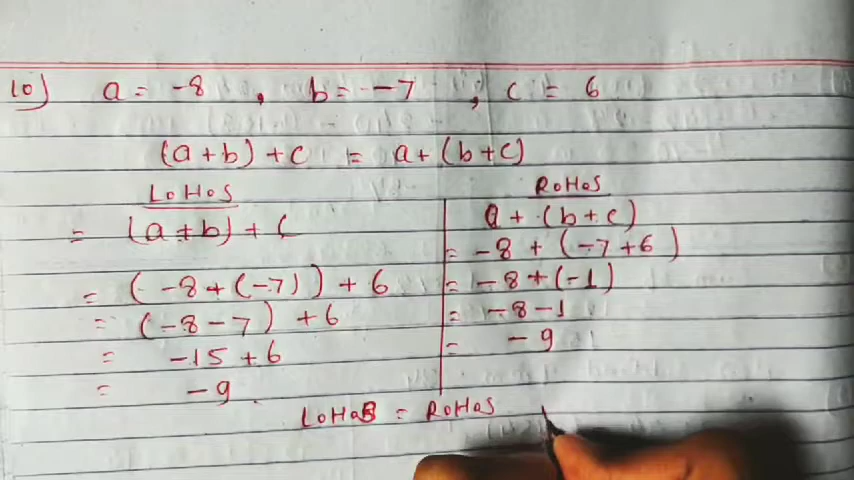 10) a = -8 , b = -7 , c = 6
(a+b) + c = a + (b+c)
L.H.S
= (a+b) + c
= (-8+(-7)) + 6
= (-8-7) + 6
= -15 + 6
= -9.
R.H.S
a + (b+c)
= -8 + (-7+6)
= -8 + (-1)
= -8 - 1
= -9
L.H.S = R.H.S